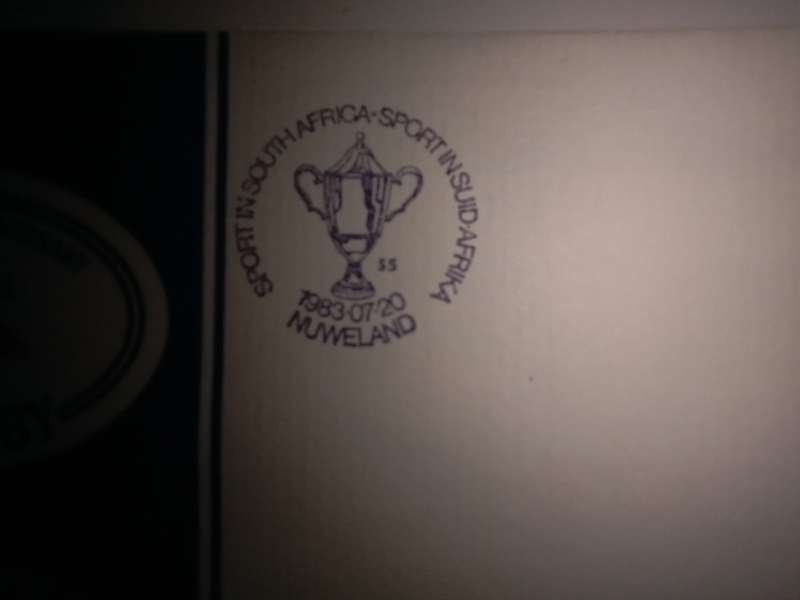 SPORT IN SOUTH AFRICA · SPORT IN SUID-AFRIKA
55
1983·07·20
NUWELAND